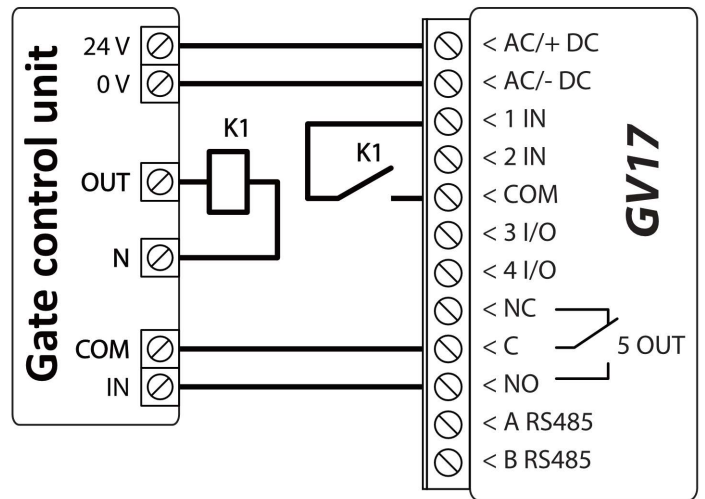 Gate control unit
24 V
0 V
OUT
N
COM
IN
K1
K1
< AC/+ DC
< AC/- DC
< 1 IN
< 2 IN
< COM
< 3 I/O
< 4 I/O
< NC
< C
< NO
< A RS485
< B RS485
5 OUT
GV17